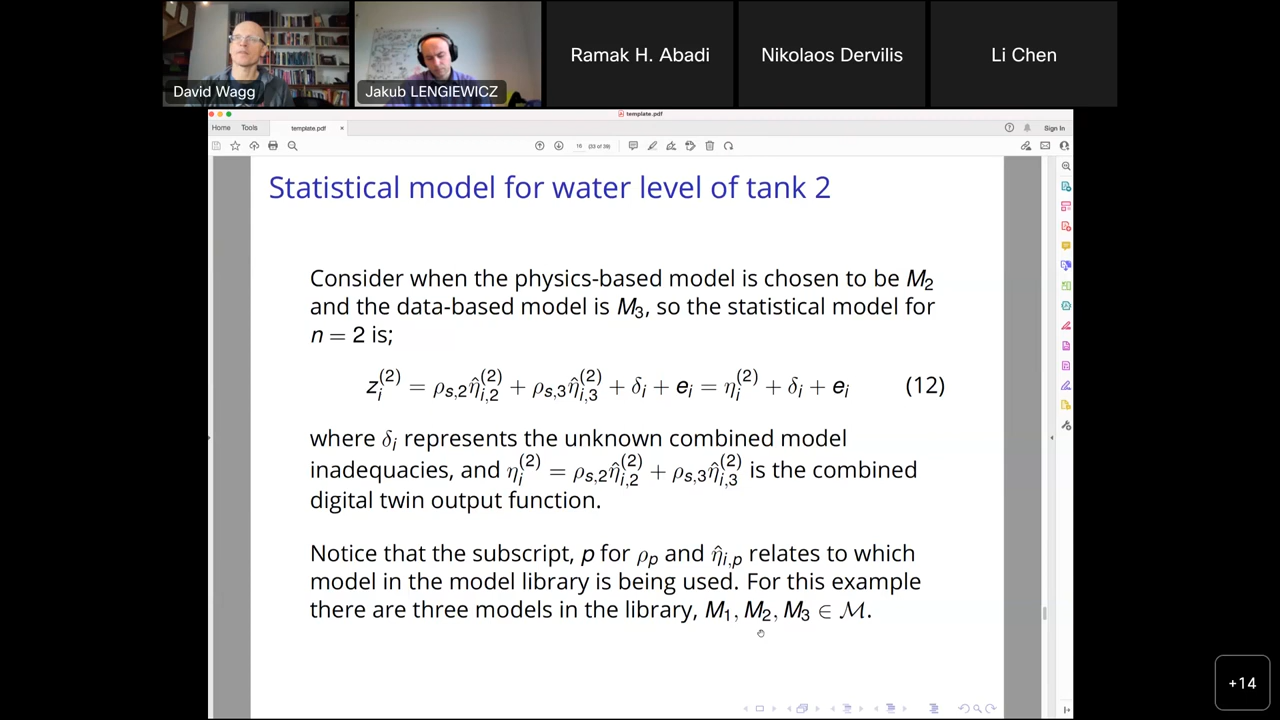 David Wagg
Jakub LENGIEWICZ
Ramak H. Abadi
Nikolaos Dervilis
Li Chen
template.pdf
Home Tools template.pdf × Sign In
18 (33 of 39)
Statistical model for water level of tank 2
Consider when the physics-based model is chosen to be M₂
and the data-based model is M₃, so the statistical model for
n = 2 is;
z_i^{(2)} = ρ_{s,2} η̂_{i,2}^{(2)} + ρ_{s,3} η̂_{i,3}^{(2)} + δ_i + e_i = η_i^{(2)} + δ_i + e_i (12)
where δ_i represents the unknown combined model
inadequacies, and η_i^{(2)} = ρ_{s,2} η̂_{i,2}^{(2)} + ρ_{s,3} η̂_{i,3}^{(2)} is the combined
digital twin output function.
Notice that the subscript, p for ρ_p and η̂_{i,p} relates to which
model in the model library is being used. For this example
there are three models in the library, M₁, M₂, M₃ ∈ ℳ.
+14